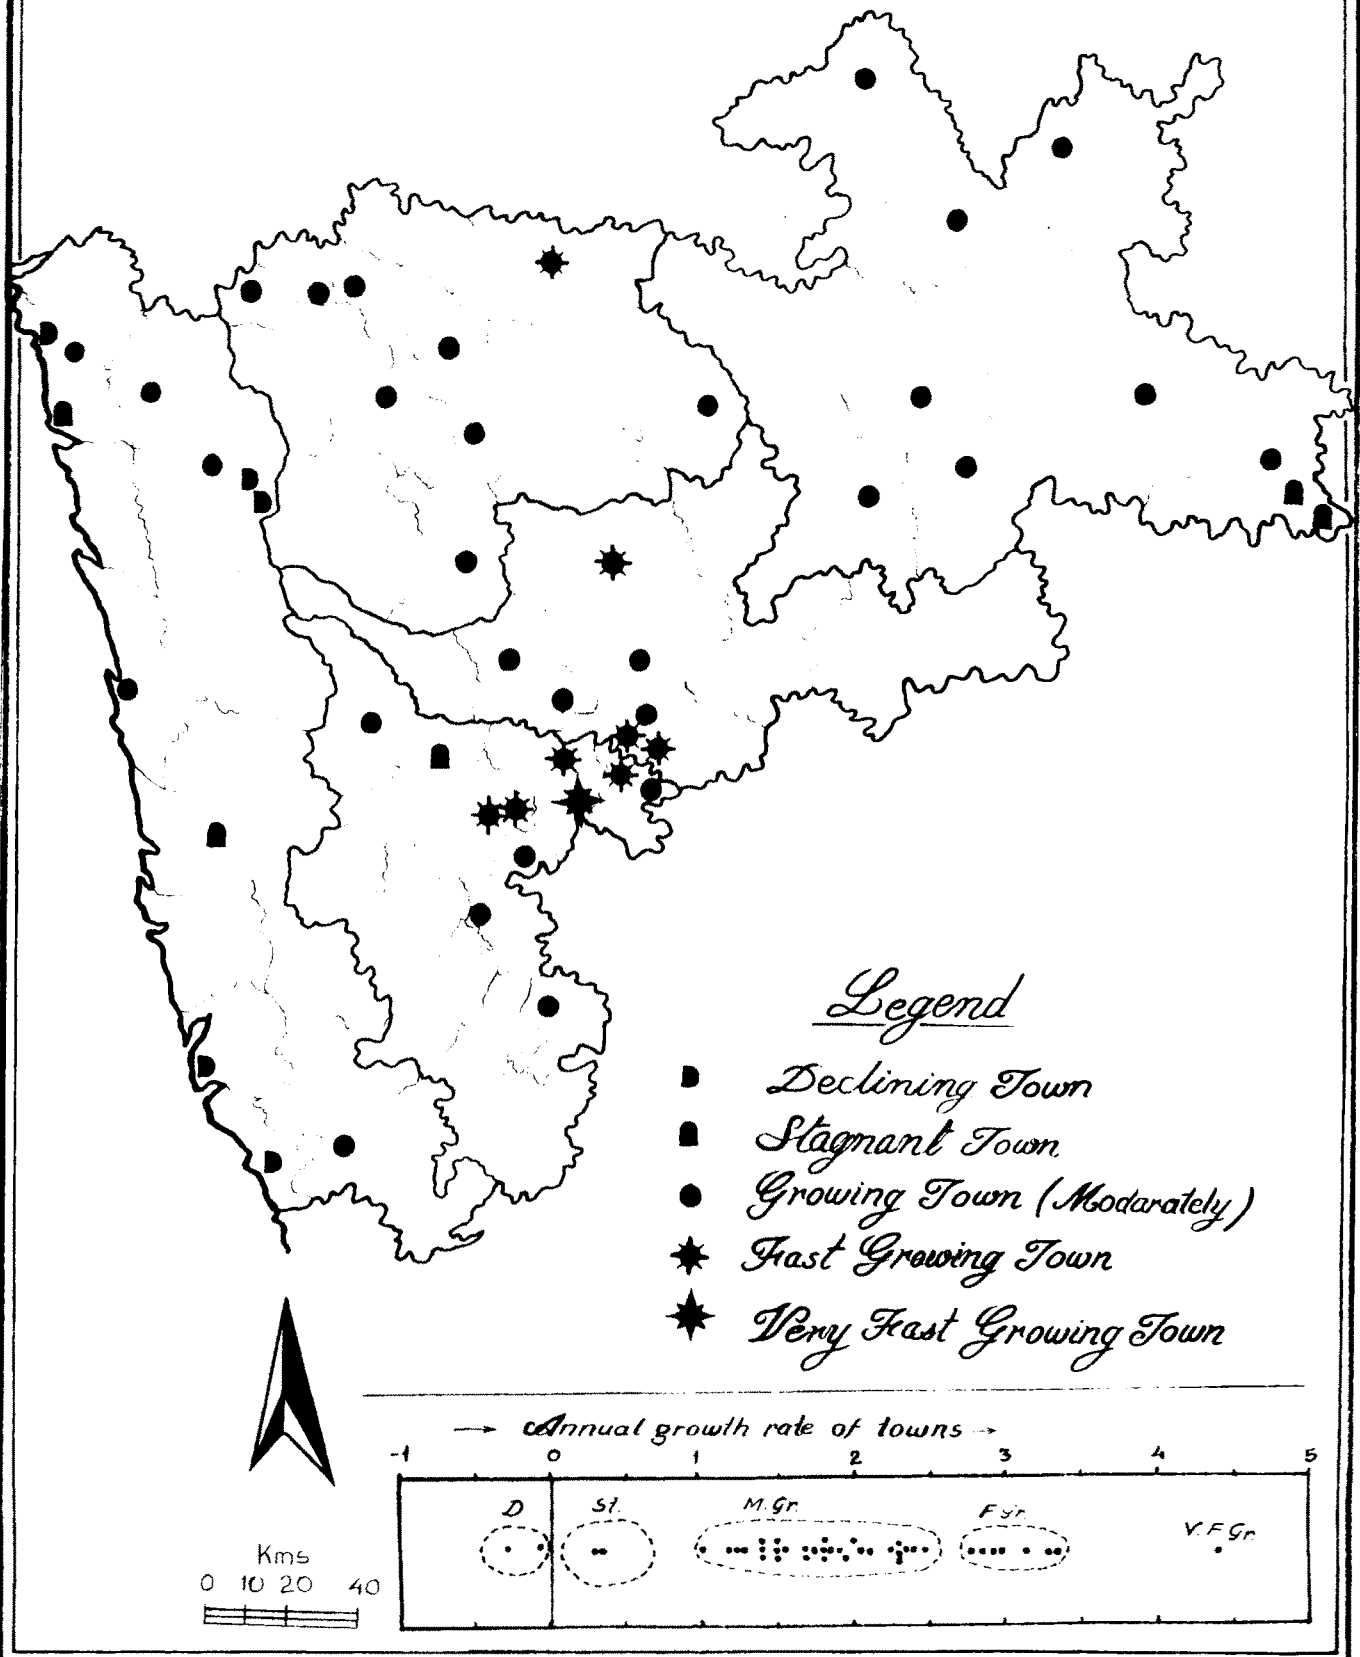 Legend
Declining Town
Stagnant Town
Growing Town (Modarately)
Fast Growing Town
Very Fast Growing Town
→ Annual growth rate of towns →
-1 0 1 2 3 4 5
D St. M.Gr. F gr. V.F Gr.
Kms
0 10 20 40